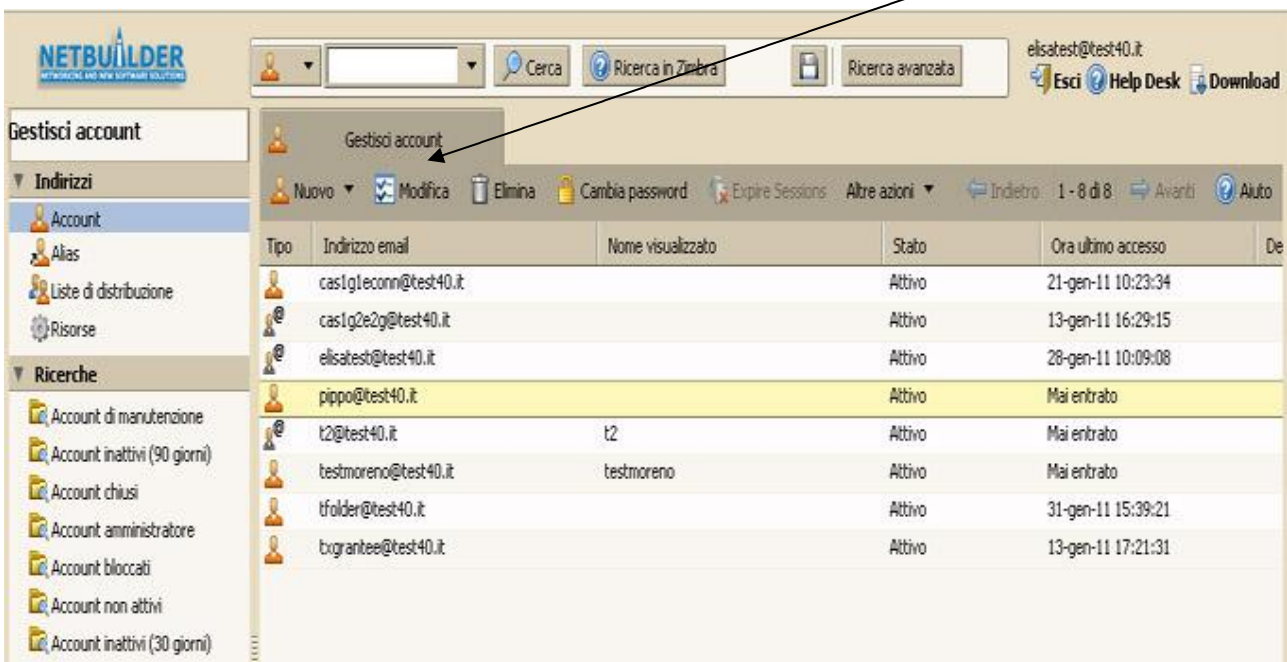 NETBUILDER
NETWORKING AND NEW SOFTWARE SOLUTIONS
Cerca
Ricerca in Zimbra
Ricerca avanzata
elisatest@test40.it
Esci Help Desk Download
Gestisci account
Indirizzi
Account
Alias
Liste di distribuzione
Risorse
Ricerche
Account di manutenzione
Account inattivi (90 giorni)
Account chiusi
Account amministratore
Account bloccati
Account non attivi
Account inattivi (30 giorni)
Gestisci account
Nuovo Modifica Elimina Cambia password Expire Sessions Altre azioni Indietro 1 - 8 di 8 Avanti Aiuto
Tipo Indirizzo email Nome visualizzato Stato Ora ultimo accesso De
cas1g1econn@test40.it Attivo 21-gen-11 10:23:34
cas1g2e2g@test40.it Attivo 13-gen-11 16:29:15
elisatest@test40.it Attivo 28-gen-11 10:09:08
pippo@test40.it Attivo Mai entrato
t2@test40.it t2 Attivo Mai entrato
testmoreno@test40.it testmoreno Attivo Mai entrato
tfolder@test40.it Attivo 31-gen-11 15:39:21
txgrantee@test40.it Attivo 13-gen-11 17:21:31